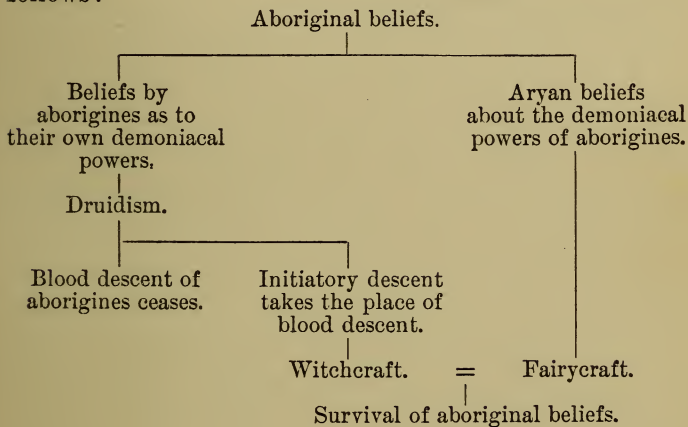 Aboriginal beliefs.
Beliefs by
aborigines as to
their own demoniacal
powers.
Aryan beliefs
about the demoniacal
powers of aborigines.
Druidism.
Blood descent of
aborigines ceases.
Initiatory descent
takes the place of
blood descent.
Witchcraft. = Fairycraft.
Survival of aboriginal beliefs.